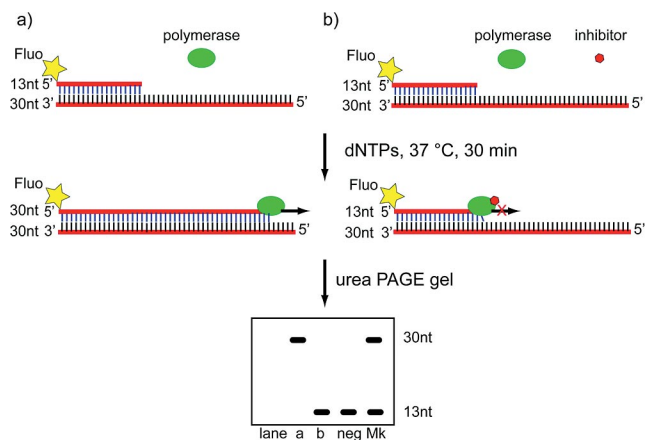 a)
polymerase
Fluo
13nt 5’
30nt 3’
5’
b)
polymerase inhibitor
Fluo
13nt 5’
30nt 3’
5’
dNTPs, 37 °C, 30 min
Fluo
30nt 5’
30nt 3’
5’
Fluo
13nt 5’
30nt 3’
5’
urea PAGE gel
30nt
13nt
lane a b neg Mk